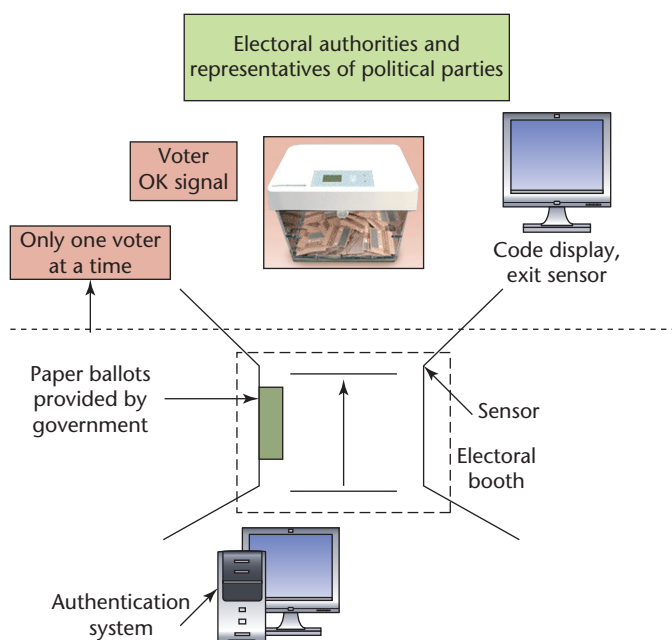 Electoral authorities and
representatives of political parties
Voter
OK signal
Only one voter
at a time
Code display,
exit sensor
Paper ballots
provided by
government
Sensor
Electoral
booth
Authentication
system